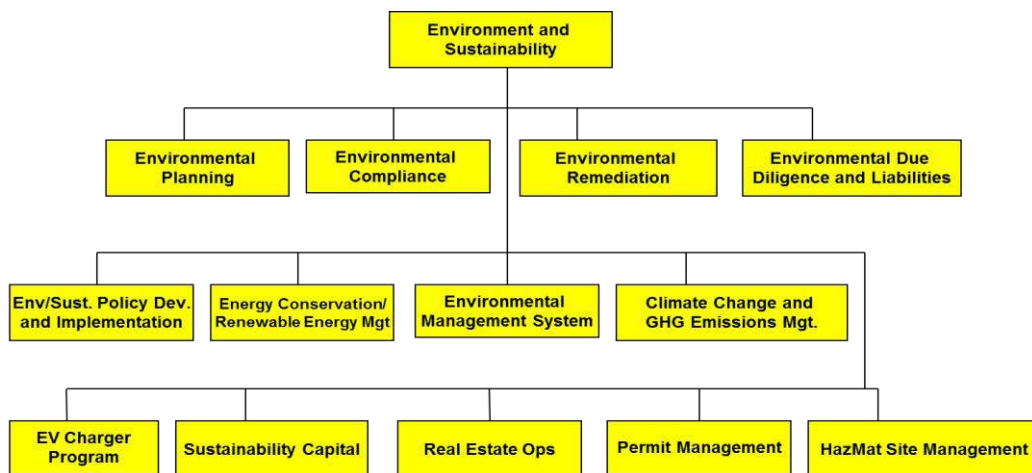 Environment and
Sustainability
Environmental
Planning
Environmental
Compliance
Environmental
Remediation
Environmental Due
Diligence and Liabilities
Env/Sust. Policy Dev.
and Implementation
Energy Conservation/
Renewable Energy Mgt
Environmental
Management System
Climate Change and
GHG Emissions Mgt.
EV Charger
Program
Sustainability Capital
Real Estate Ops
Permit Management
HazMat Site Management